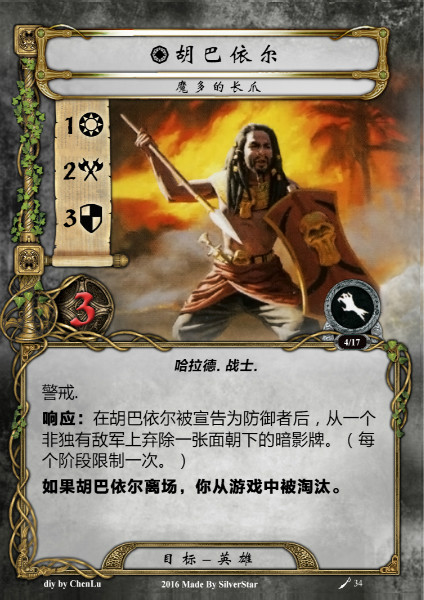 胡巴依尔
魔多的长爪
1
2
3
3
4/17
哈拉德. 战士.
警戒.
响应：在胡巴依尔被宣告为防御者后，从一个
非独有敌军上弃除一张面朝下的暗影牌。（每
个阶段限制一次。）
如果胡巴依尔离场，你从游戏中被淘汰。
目标 – 英雄
diy by ChenLu
2016 Made By SilverStar
34